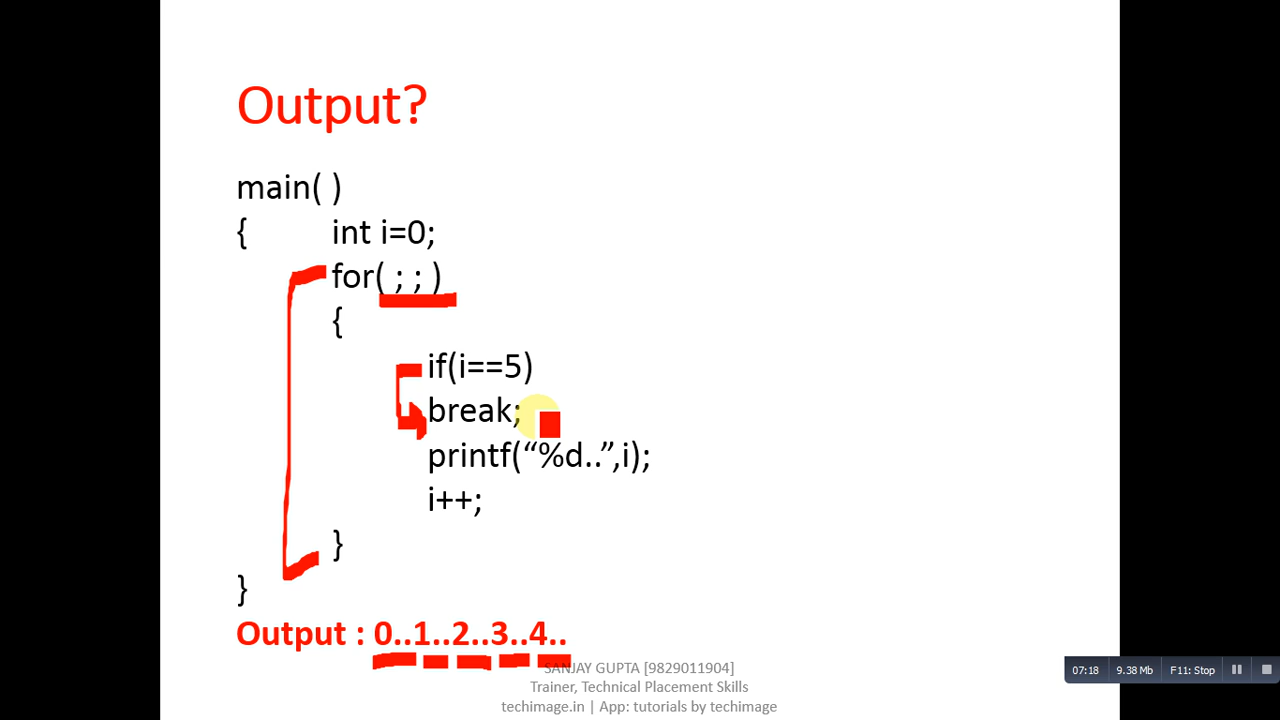 Output?
main( )
{ int i=0;
for( ; ; )
{
if(i==5)
break;
printf(“%d..”,i);
i++;
}
}
Output : 0..1..2..3..4..
SANJAY GUPTA [9829011904]
Trainer, Technical Placement Skills
techimage.in | App: tutorials by techimage
07:18 9.38 Mb F11: Stop